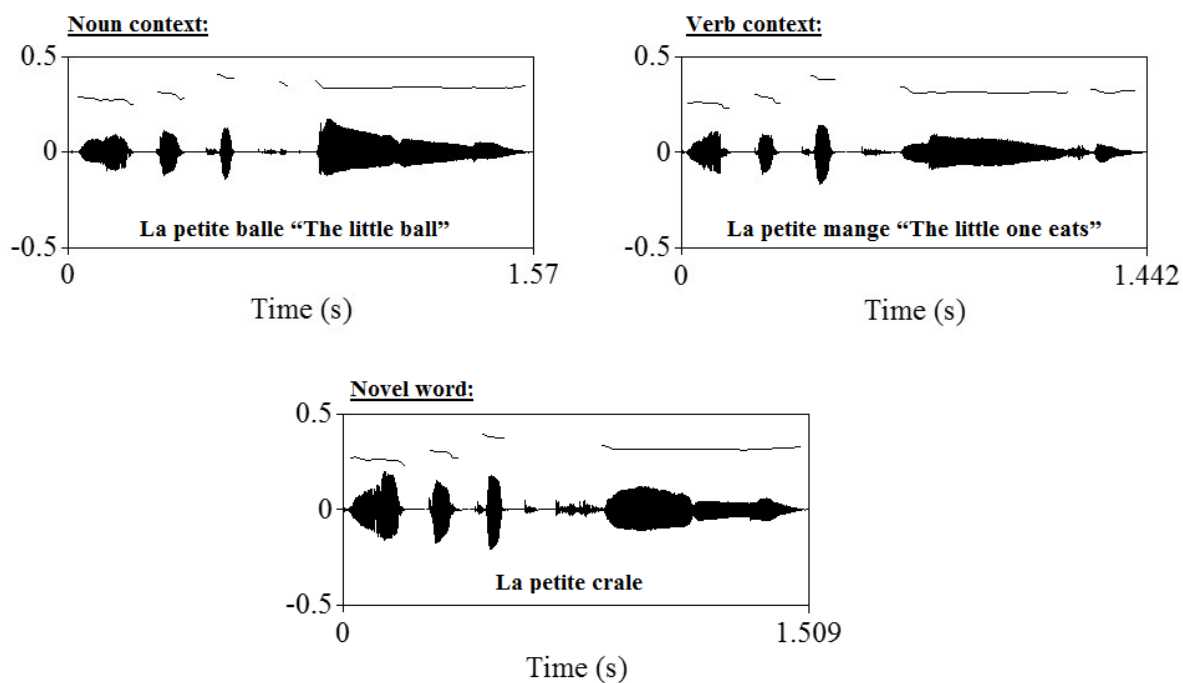 Noun context:
0.5
0
-0.5
La petite balle “The little ball”
0
1.57
Time (s)
Verb context:
0.5
0
-0.5
La petite mange “The little one eats”
0
1.442
Time (s)
Novel word:
0.5
0
-0.5
La petite crale
0
1.509
Time (s)